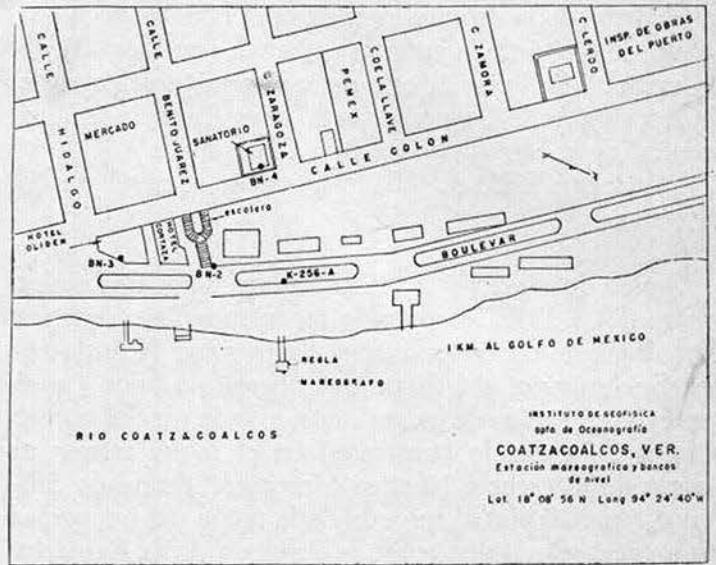 CALLE
HIDALGO
CALLE
BENITO JUAREZ
MERCADO
SANATORIO
BN-4
C. ZARAGOZA
PEMEX
C DE LA LLAVE
C. ZAMORA
C. LERDO
INSP. DE OBRAS
DEL PUERTO
CALLE COLON
HOTEL
OLIDEN
BN-3
HOTEL
escalera
BN-2
K-256-A
BOULEVAR
1 KM. AL GOLFO DE MEXICO
REGLA
MAREOGRAFO
RIO COATZACOALCOS
INSTITUTO DE GEOFISICA
Dpto. de Oceanografía
COATZACOALCOS, VER.
Estación mareografica y bancos
de nivel
Lat. 18° 08' 56 N Long 94° 24' 40" W